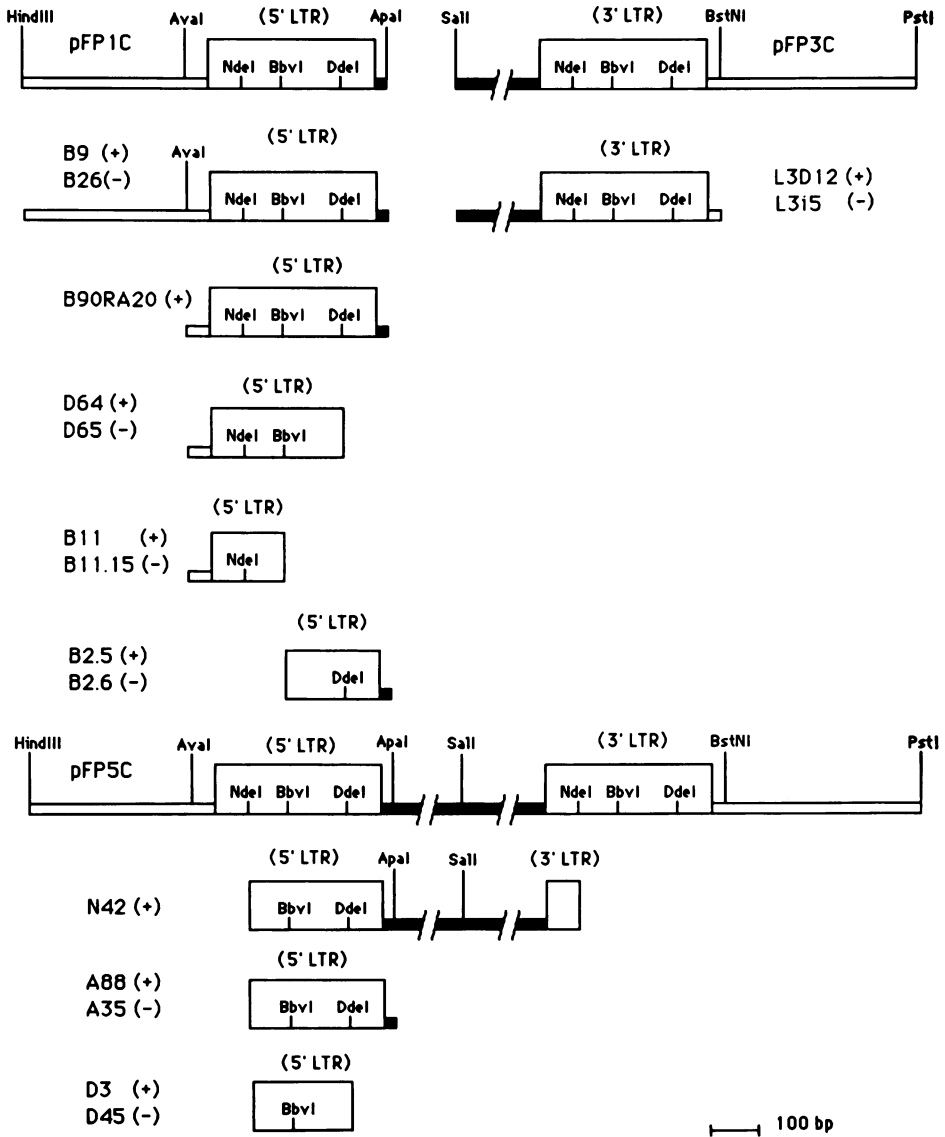 HindIII AvaI (5' LTR) ApaI SalI (3' LTR) BstNI PstI
pFP1C pFP3C
NdeI BbvI DdeI NdeI BbvI DdeI
B9 (+) AvaI (5' LTR) (3' LTR)
B26(-) L3D12 (+)
NdeI BbvI DdeI NdeI BbvI DdeI L3i5 (-)
(5' LTR)
B90RA20 (+)
NdeI BbvI DdeI
(5' LTR)
D64 (+)
D65 (-)
NdeI BbvI
(5' LTR)
B11 (+)
B11.15 (-)
NdeI
(5' LTR)
B2.5 (+)
B2.6 (-)
DdeI
HindIII AvaI (5' LTR) ApaI SalI (3' LTR) BstNI PstI
pFP5C
NdeI BbvI DdeI NdeI BbvI DdeI
(5' LTR) ApaI SalI (3' LTR)
N42 (+)
BbvI DdeI
(5' LTR)
A88 (+)
A35 (-)
BbvI DdeI
(5' LTR)
D3 (+)
D45 (-)
BbvI
100 bp